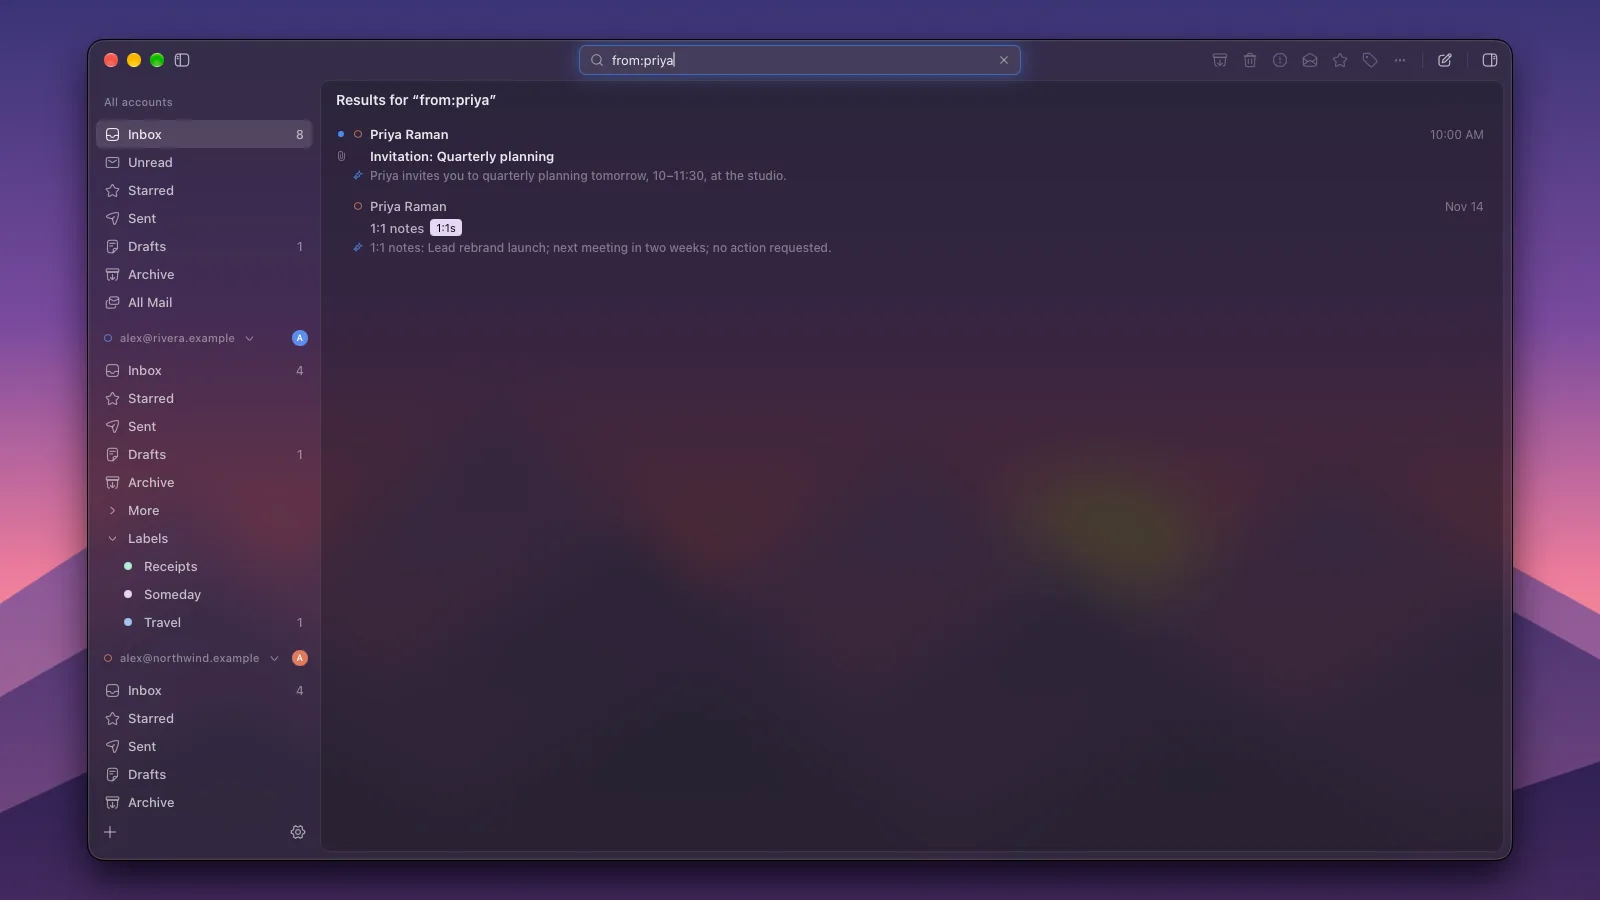 from:priya
All accounts
Inbox 8
Unread
Starred
Sent
Drafts 1
Archive
All Mail
alex@rivera.example A
Inbox 4
Starred
Sent
Drafts 1
Archive
More
Labels
Receipts
Someday
Travel 1
alex@northwind.example A
Inbox 4
Starred
Sent
Drafts
Archive
Results for “from:priya”
Priya Raman 10:00 AM
Invitation: Quarterly planning
Priya invites you to quarterly planning tomorrow, 10–11:30, at the studio.
Priya Raman Nov 14
1:1 notes 1:1s
1:1 notes: Lead rebrand launch; next meeting in two weeks; no action requested.